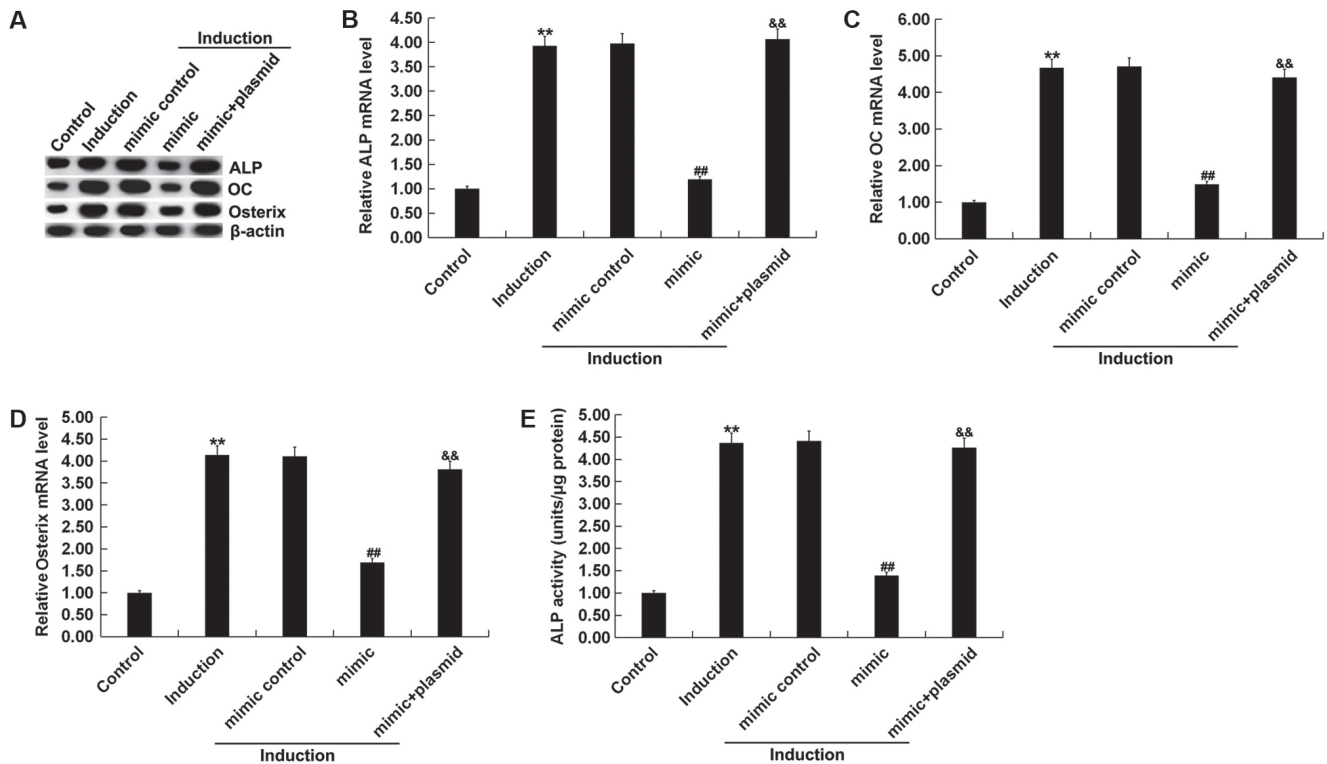 A
Induction
Control
Induction
mimic control
mimic
mimic+plasmid
ALP
OC
Osterix
β-actin
B
Relative ALP mRNA level
4.50
4.00
3.50
3.00
2.50
2.00
1.50
1.00
0.50
0.00
**
##
&&
Control
Induction
mimic control
mimic
mimic+plasmid
Induction
C
Relative OC mRNA level
6.00
5.00
4.00
3.00
2.00
1.00
0.00
**
##
&&
Control
Induction
mimic control
mimic
mimic+plasmid
Induction
D
Relative Osterix mRNA level
5.00
4.50
4.00
3.50
3.00
2.50
2.00
1.50
1.00
0.50
0.00
**
##
&&
Control
Induction
mimic control
mimic
mimic+plasmid
Induction
E
ALP activity (units/µg protein)
5.00
4.50
4.00
3.50
3.00
2.50
2.00
1.50
1.00
0.50
0.00
**
##
&&
Control
Induction
mimic control
mimic
mimic+plasmid
Induction